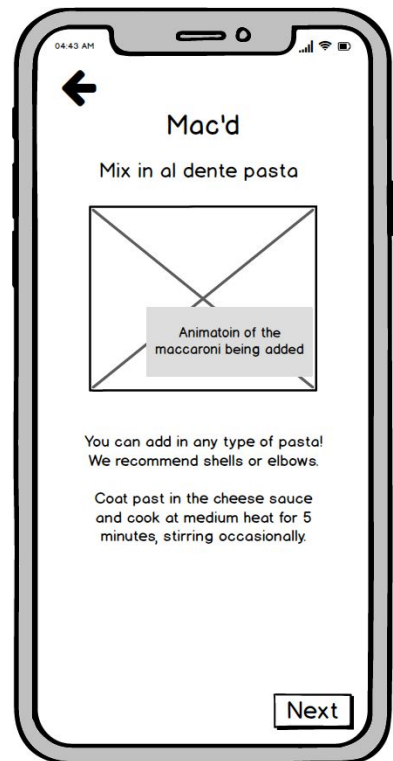 04:43 AM
Mac'd
Mix in al dente pasta
Animatoin of the
maccaroni being added
You can add in any type of pasta!
We recommend shells or elbows.
Coat past in the cheese sauce
and cook at medium heat for 5
minutes, stirring occasionally.
Next